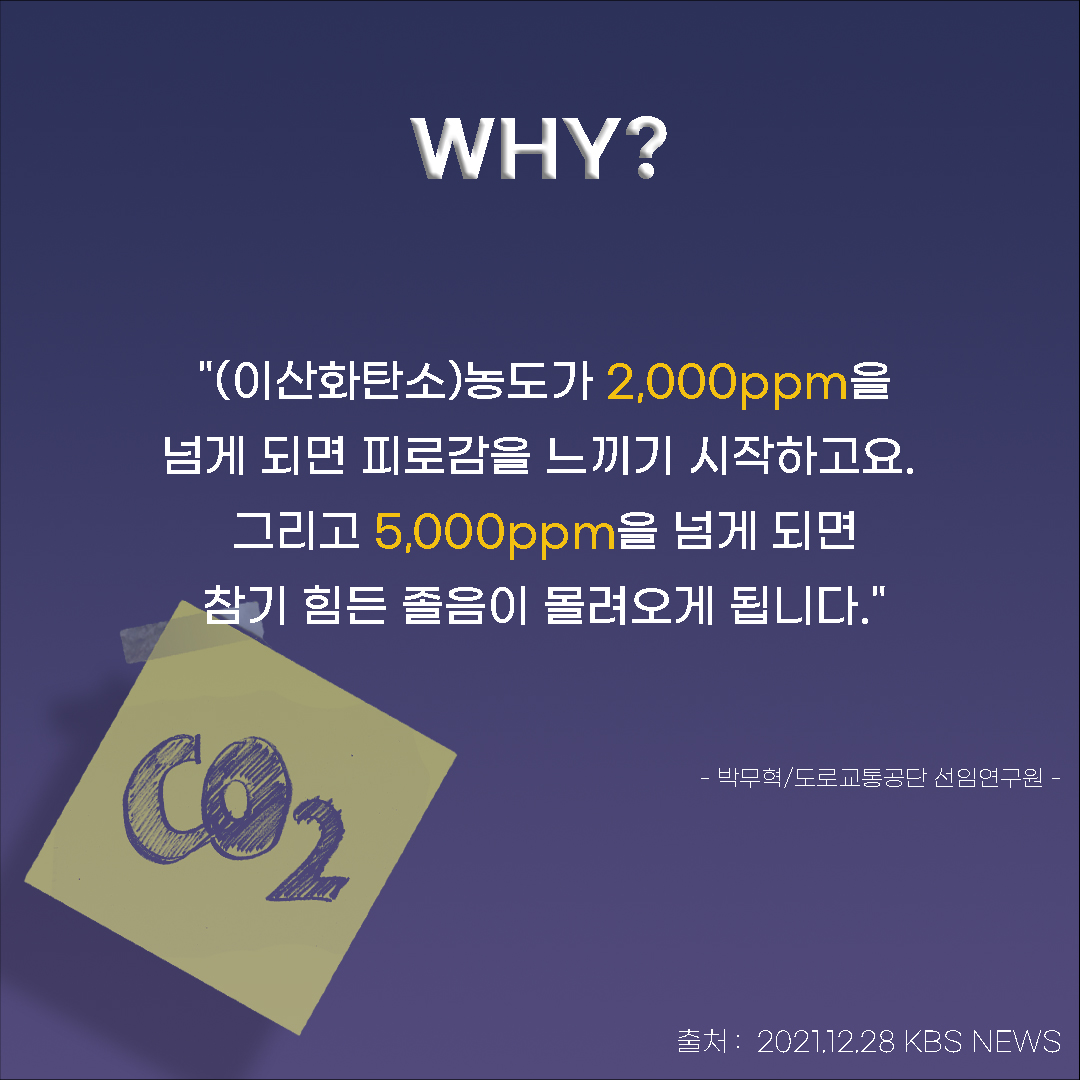 WHY?
"(이산화탄소)농도가 2,000ppm을
넘게 되면 피로감을 느끼기 시작하고요.
그리고 5,000ppm을 넘게 되면
참기 힘든 졸음이 몰려오게 됩니다."
- 박무혁/도로교통공단 선임연구원 -
CO2
출처 : 2021.12.28 KBS NEWS